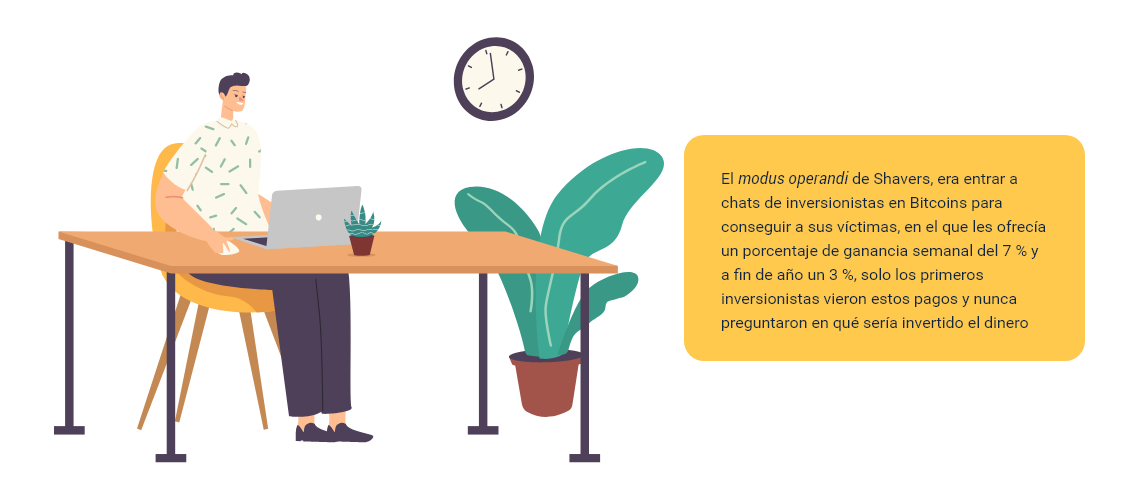 El modus operandi de Shavers, era entrar a
chats de inversionistas en Bitcoins para
conseguir a sus víctimas, en el que les ofrecía
un porcentaje de ganancia semanal del 7 % y
a fin de año un 3 %, solo los primeros
inversionistas vieron estos pagos y nunca
preguntaron en qué sería invertido el dinero